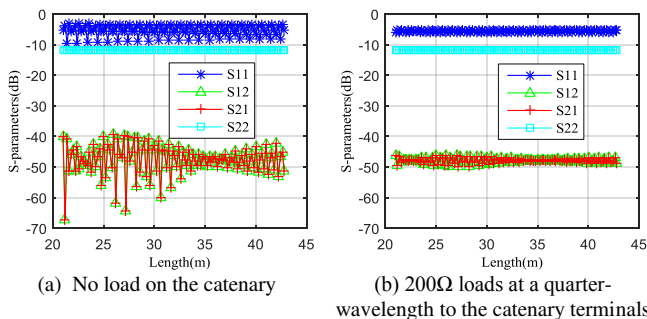 0
-10
-20
-30
-40
-50
-60
-70
S-parameters(dB)
S11
S12
S21
S22
20 25 30 35 40 45
Length(m)
(a) No load on the catenary
0
-10
-20
-30
-40
-50
-60
-70
S-parameters(dB)
S11
S12
S21
S22
20 25 30 35 40 45
Length(m)
(b) 200Ω loads at a quarter-
wavelength to the catenary terminals